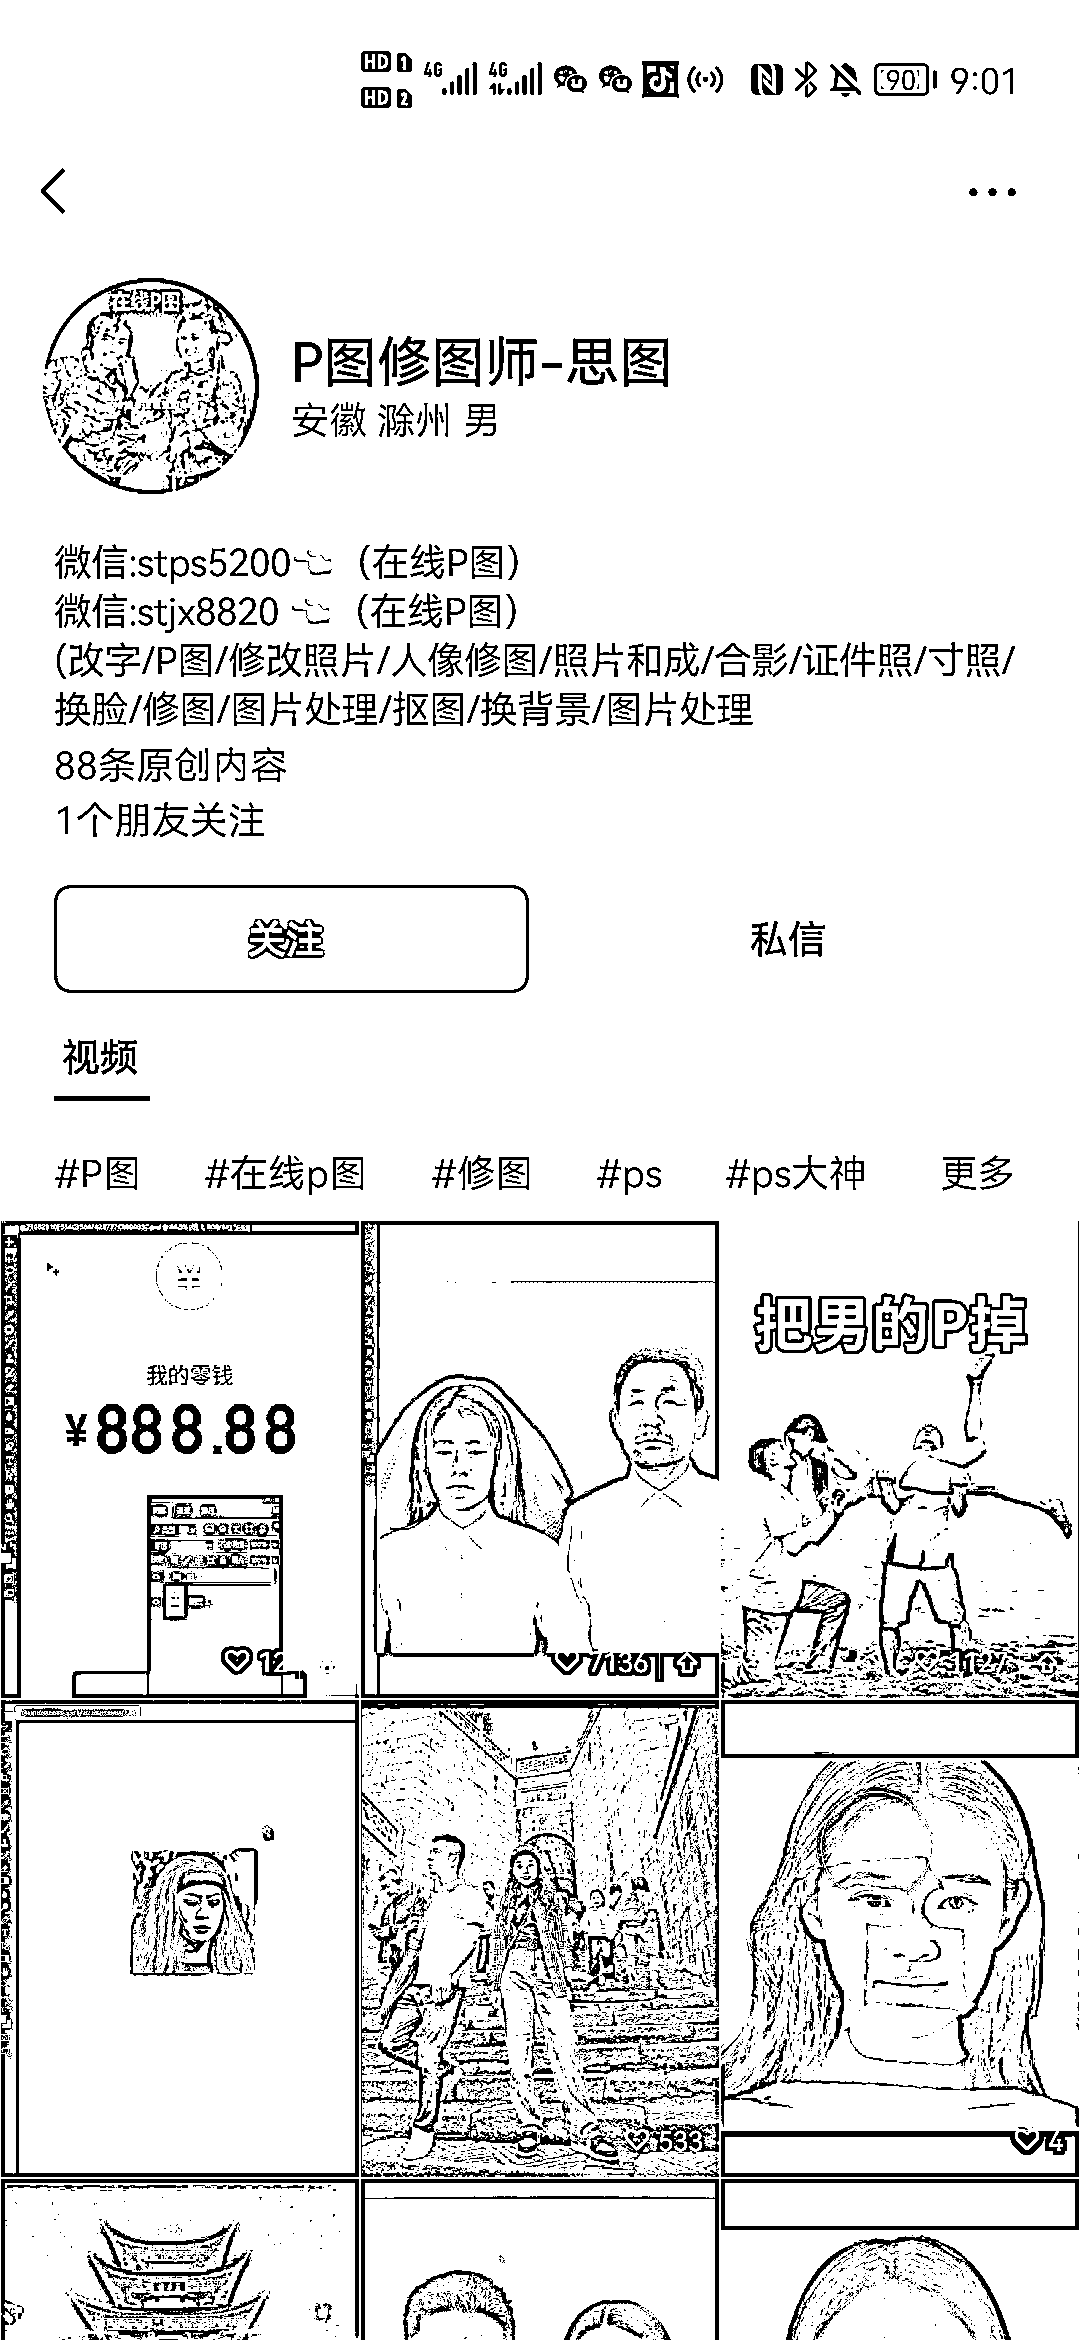 HD 1 4G 4G 90 9:01
HD 2
在线P图
P图修图师-思图
安徽 滁州 男
微信:stps5200👈 (在线P图)
微信:stjx8820 👈 (在线P图)
(改字/P图/修改照片/人像修图/照片和成/合影/证件照/寸照/
换脸/修图/图片处理/抠图/换背景/图片处理
88条原创内容
1个朋友关注
关注 私信
视频
#P图 #在线p图 #修图 #ps #ps大神 更多
把男的P掉
我的零钱
¥888.88
7136
1127
533
4